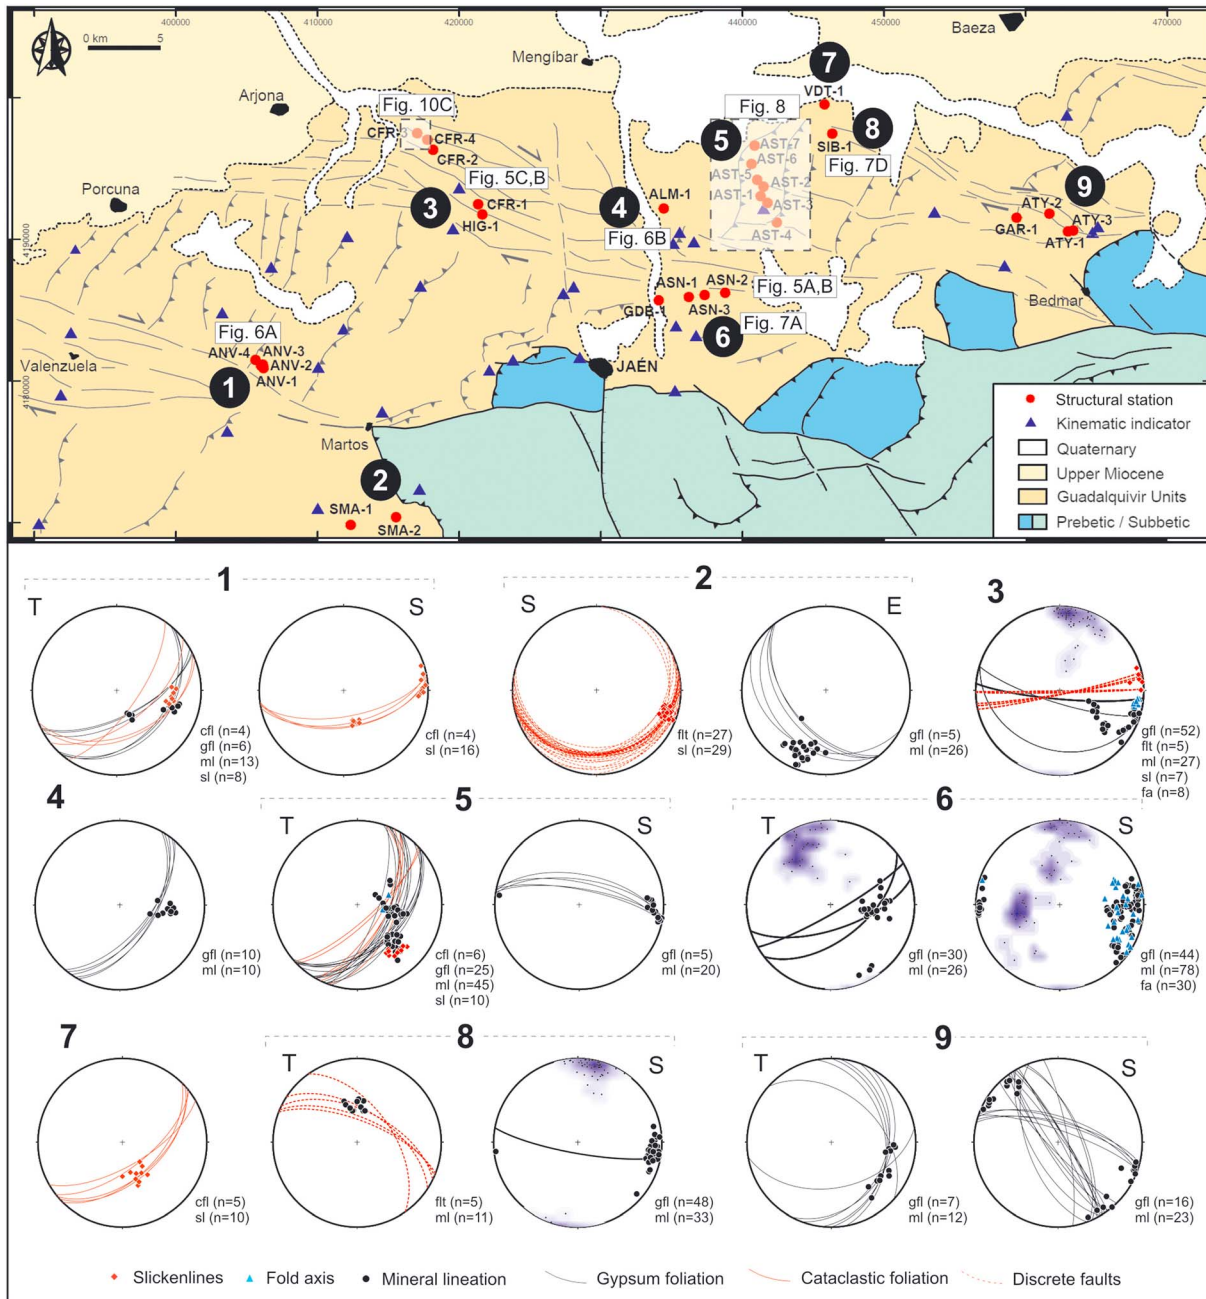 400000
410000
420000
440000
450000
470000
0 km 5
Mengíbar
Baeza
Arjona
Fig. 10C
Fig. 8
7
VDT-1
CFR-3
CFR-4
CFR-2
5
AST-7
AST-6
AST-5
AST-2
AST-1
AST-3
AST-4
8
SIB-1
Fig. 7D
Porcuna
Fig. 5C,B
3
CFR-1
HIG-1
4
ALM-1
Fig. 6B
9
ATY-2
GAR-1
ATY-3
ATY-1
4190000
ASN-1
ASN-2
Fig. 5A,B
GDB-1
ASN-3
Fig. 7A
6
Bedmar
Fig. 6A
ANV-4
ANV-3
ANV-2
ANV-1
Valenzuela
1
JAÉN
4180000
Martos
2
SMA-1
SMA-2
Structural station
Kinematic indicator
Quaternary
Upper Miocene
Guadalquivir Units
Prebetic / Subbetic
1
T
S
cfl (n=4)
gfl (n=6)
ml (n=13)
sl (n=8)
cfl (n=4)
sl (n=16)
2
S
E
flt (n=27)
sl (n=29)
gfl (n=5)
ml (n=26)
3
gfl (n=52)
flt (n=5)
ml (n=27)
sl (n=7)
fa (n=8)
4
gfl (n=10)
ml (n=10)
5
T
S
cfl (n=6)
gfl (n=25)
ml (n=45)
sl (n=10)
gfl (n=5)
ml (n=20)
6
T
S
gfl (n=30)
ml (n=26)
gfl (n=44)
ml (n=78)
fa (n=30)
7
cfl (n=5)
sl (n=10)
8
T
S
flt (n=5)
ml (n=11)
gfl (n=48)
ml (n=33)
9
T
S
gfl (n=7)
ml (n=12)
gfl (n=16)
ml (n=23)
Slickenlines
Fold axis
Mineral lineation
Gypsum foliation
Cataclastic foliation
Discrete faults